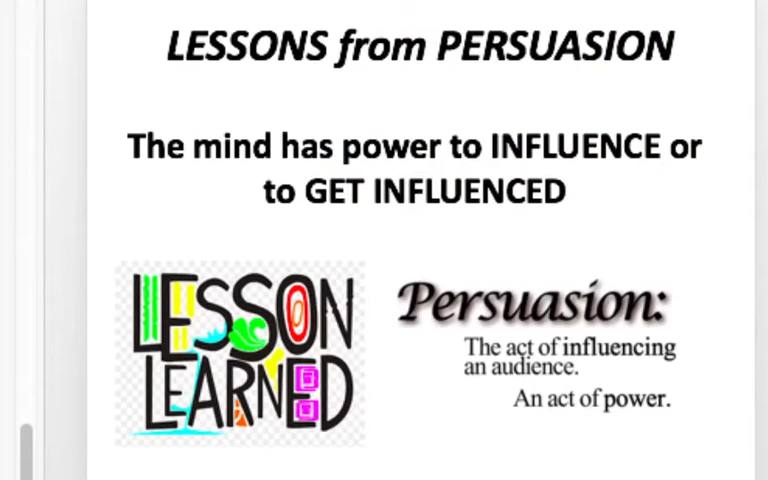 LESSONS from PERSUASION
The mind has power to INFLUENCE or
to GET INFLUENCED
LESSON
LEARNED
Persuasion:
The act of influencing
an audience.
An act of power.